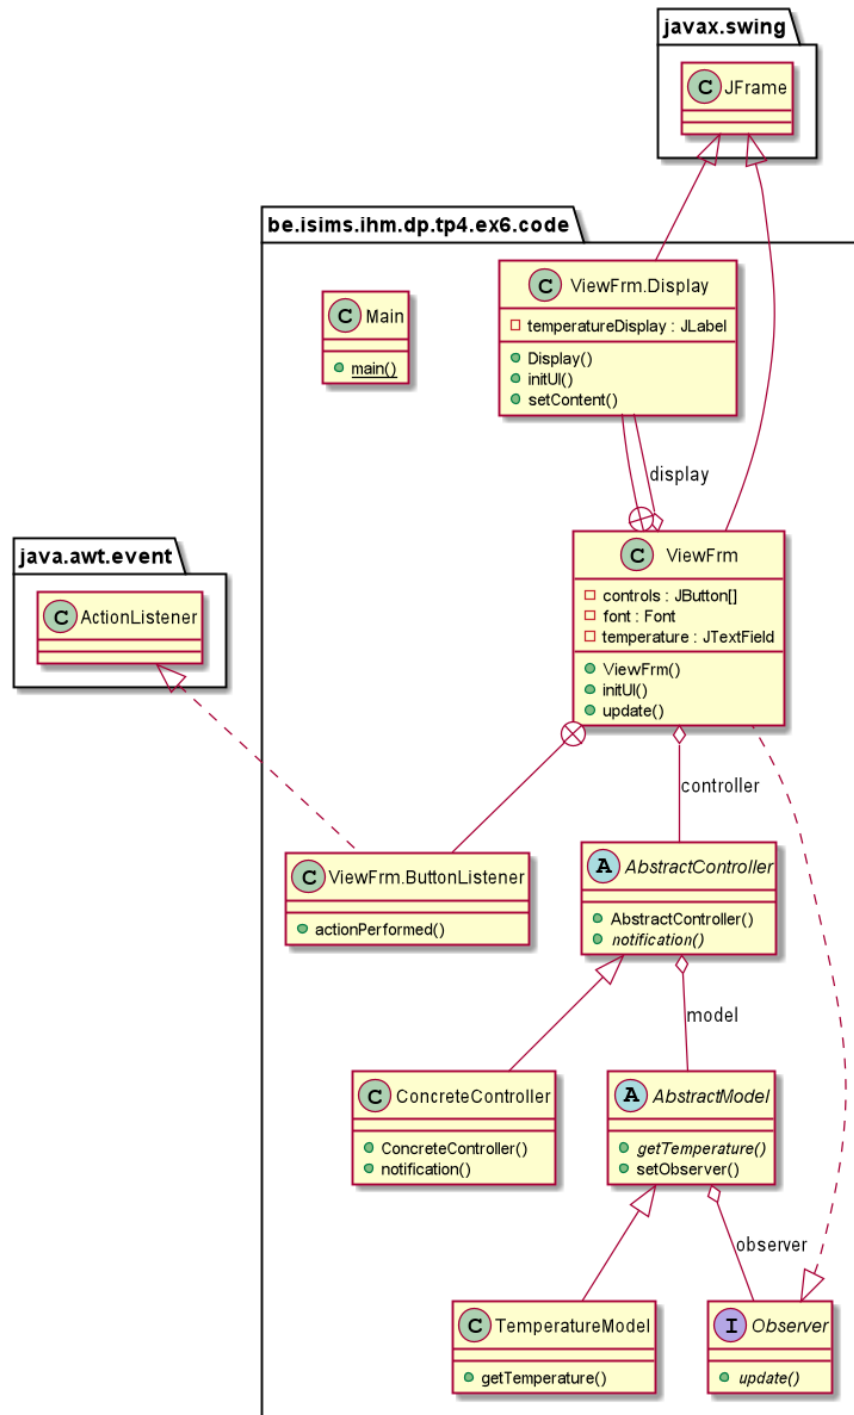 javax.swing
C JFrame
be.isims.ihm.dp.tp4.ex6.code
C ViewFrm.Display
temperatureDisplay : JLabel
Display()
initUI()
setContent()
C Main
main()
display
java.awt.event
C ActionListener
C ViewFrm
controls : JButton[]
font : Font
temperature : JTextField
ViewFrm()
initUI()
update()
controller
C ViewFrm.ButtonListener
actionPerformed()
A AbstractController
AbstractController()
notification()
model
C ConcreteController
ConcreteController()
notification()
A AbstractModel
getTemperature()
setObserver()
observer
C TemperatureModel
getTemperature()
I Observer
update()